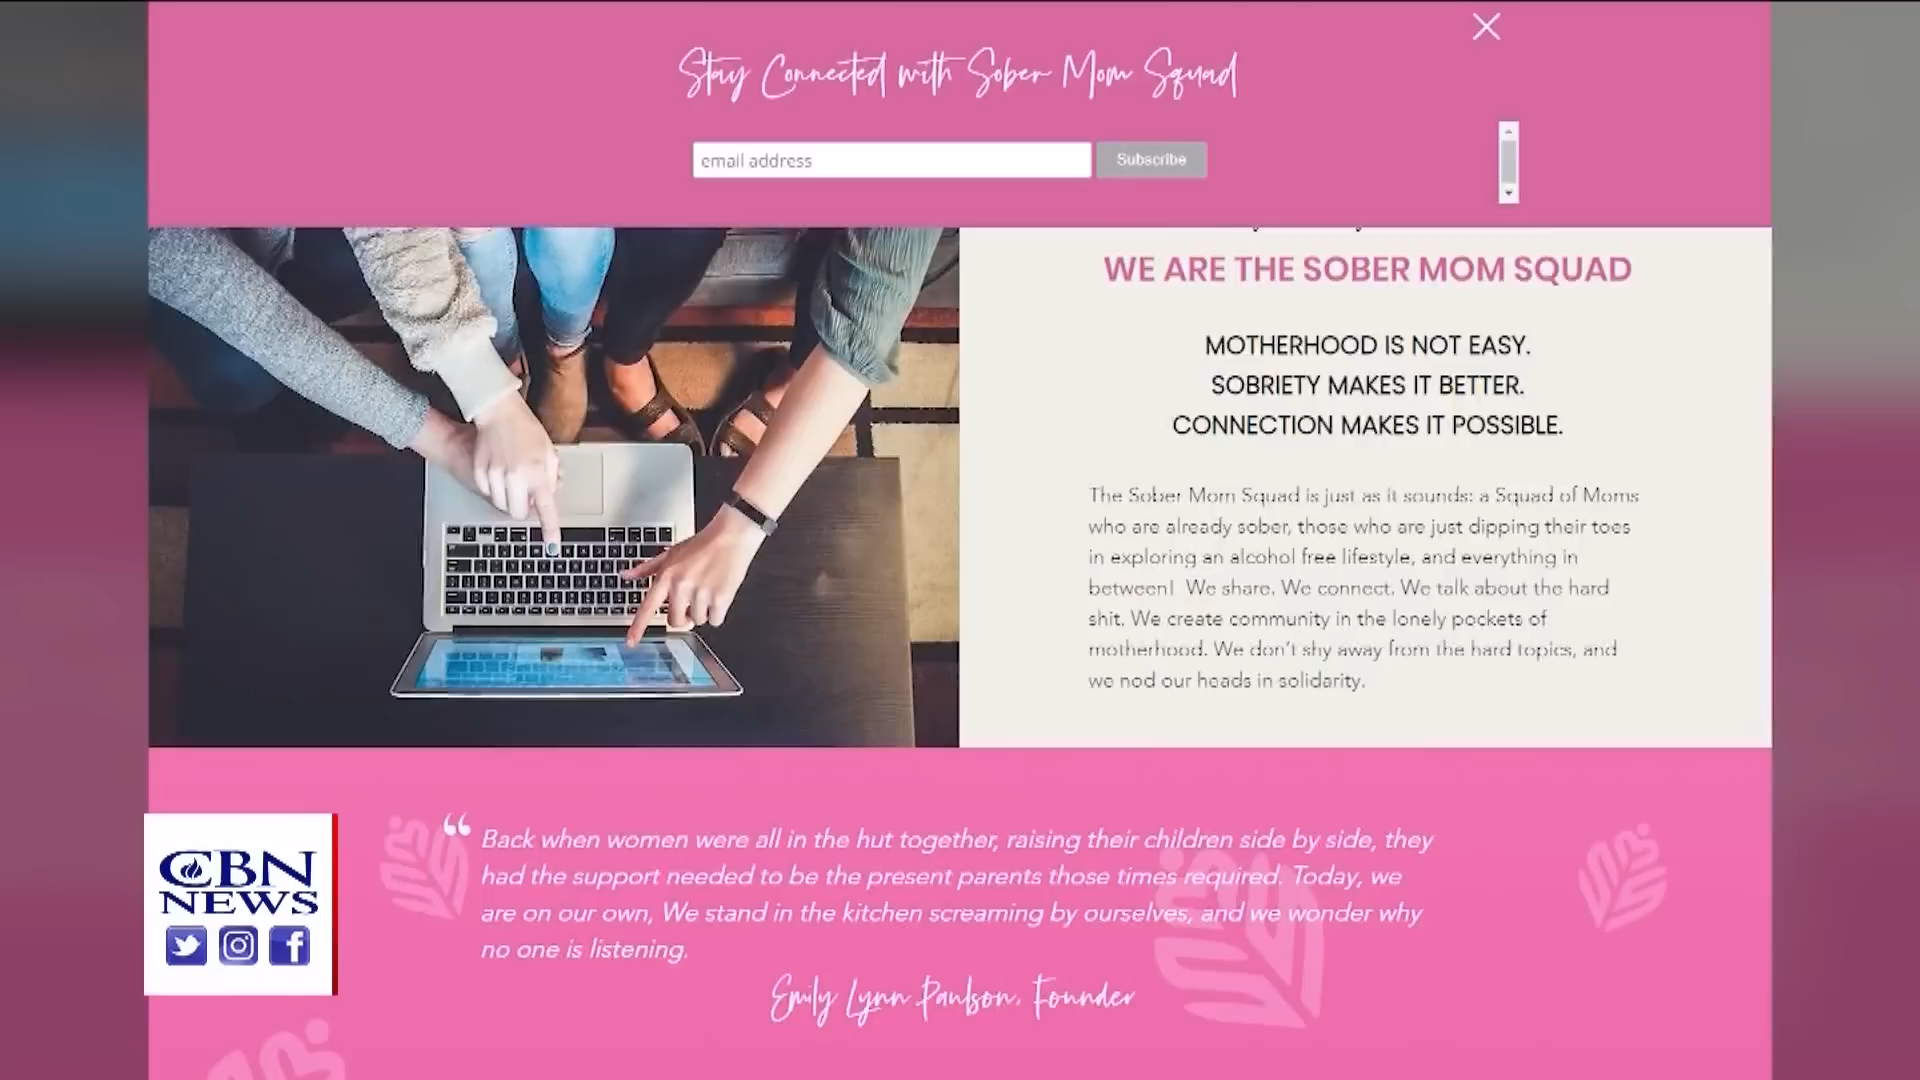 Stay Connected with Sober Mom Squad
email address
Subscribe
WE ARE THE SOBER MOM SQUAD
MOTHERHOOD IS NOT EASY.
SOBRIETY MAKES IT BETTER.
CONNECTION MAKES IT POSSIBLE.
The Sober Mom Squad is just as it sounds: a Squad of Moms
who are already sober, those who are just dipping their toes
in exploring an alcohol free lifestyle, and everything in
between! We share. We connect. We talk about the hard
shit. We create community in the lonely pockets of
motherhood. We don't shy away from the hard topics, and
we nod our heads in solidarity.
“Back when women were all in the hut together, raising their children side by side, they
had the support needed to be the present parents those times required. Today, we
are on our own, We stand in the kitchen screaming by ourselves, and we wonder why
no one is listening.
Emily Lynn Paulson, Founder
CBN
NEWS